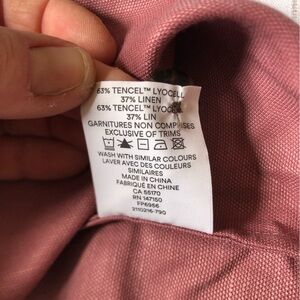 63% TENCEL™ LYOCELL
37% LINEN
63% TENCEL™ LYOCELL
37% LIN
GARNITURES NON COMPRISES
EXCLUSIVE OF TRIMS
WASH WITH SIMILAR COLOURS
LAVER AVEC DES COULEURS
SIMILAIRES
MADE IN CHINA
FABRIQUÉ EN CHINE
CA 55170
RN 147150
FP6956
2110216-790